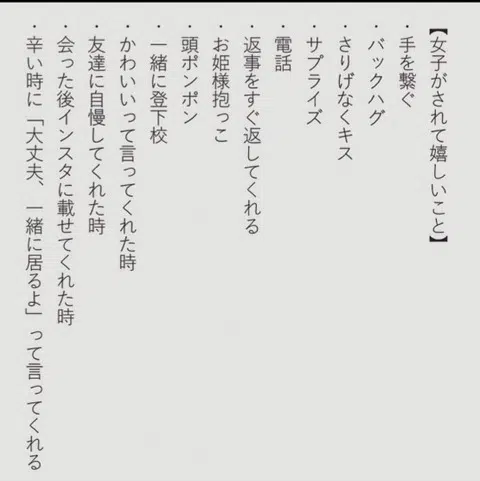 【女子がされて嬉しいこと】
・手を繋ぐ
・バックハグ
・さりげなくキス
・サプライズ
・電話
・返事をすぐ返してくれる
・お姫様抱っこ
・頭ポンポン
・一緒に登下校
・かわいいって言ってくれた時
・友達に自慢してくれた時
・会った後インスタに載せてくれた時
・辛い時に「大丈夫、一緒に居るよ」って言ってくれる